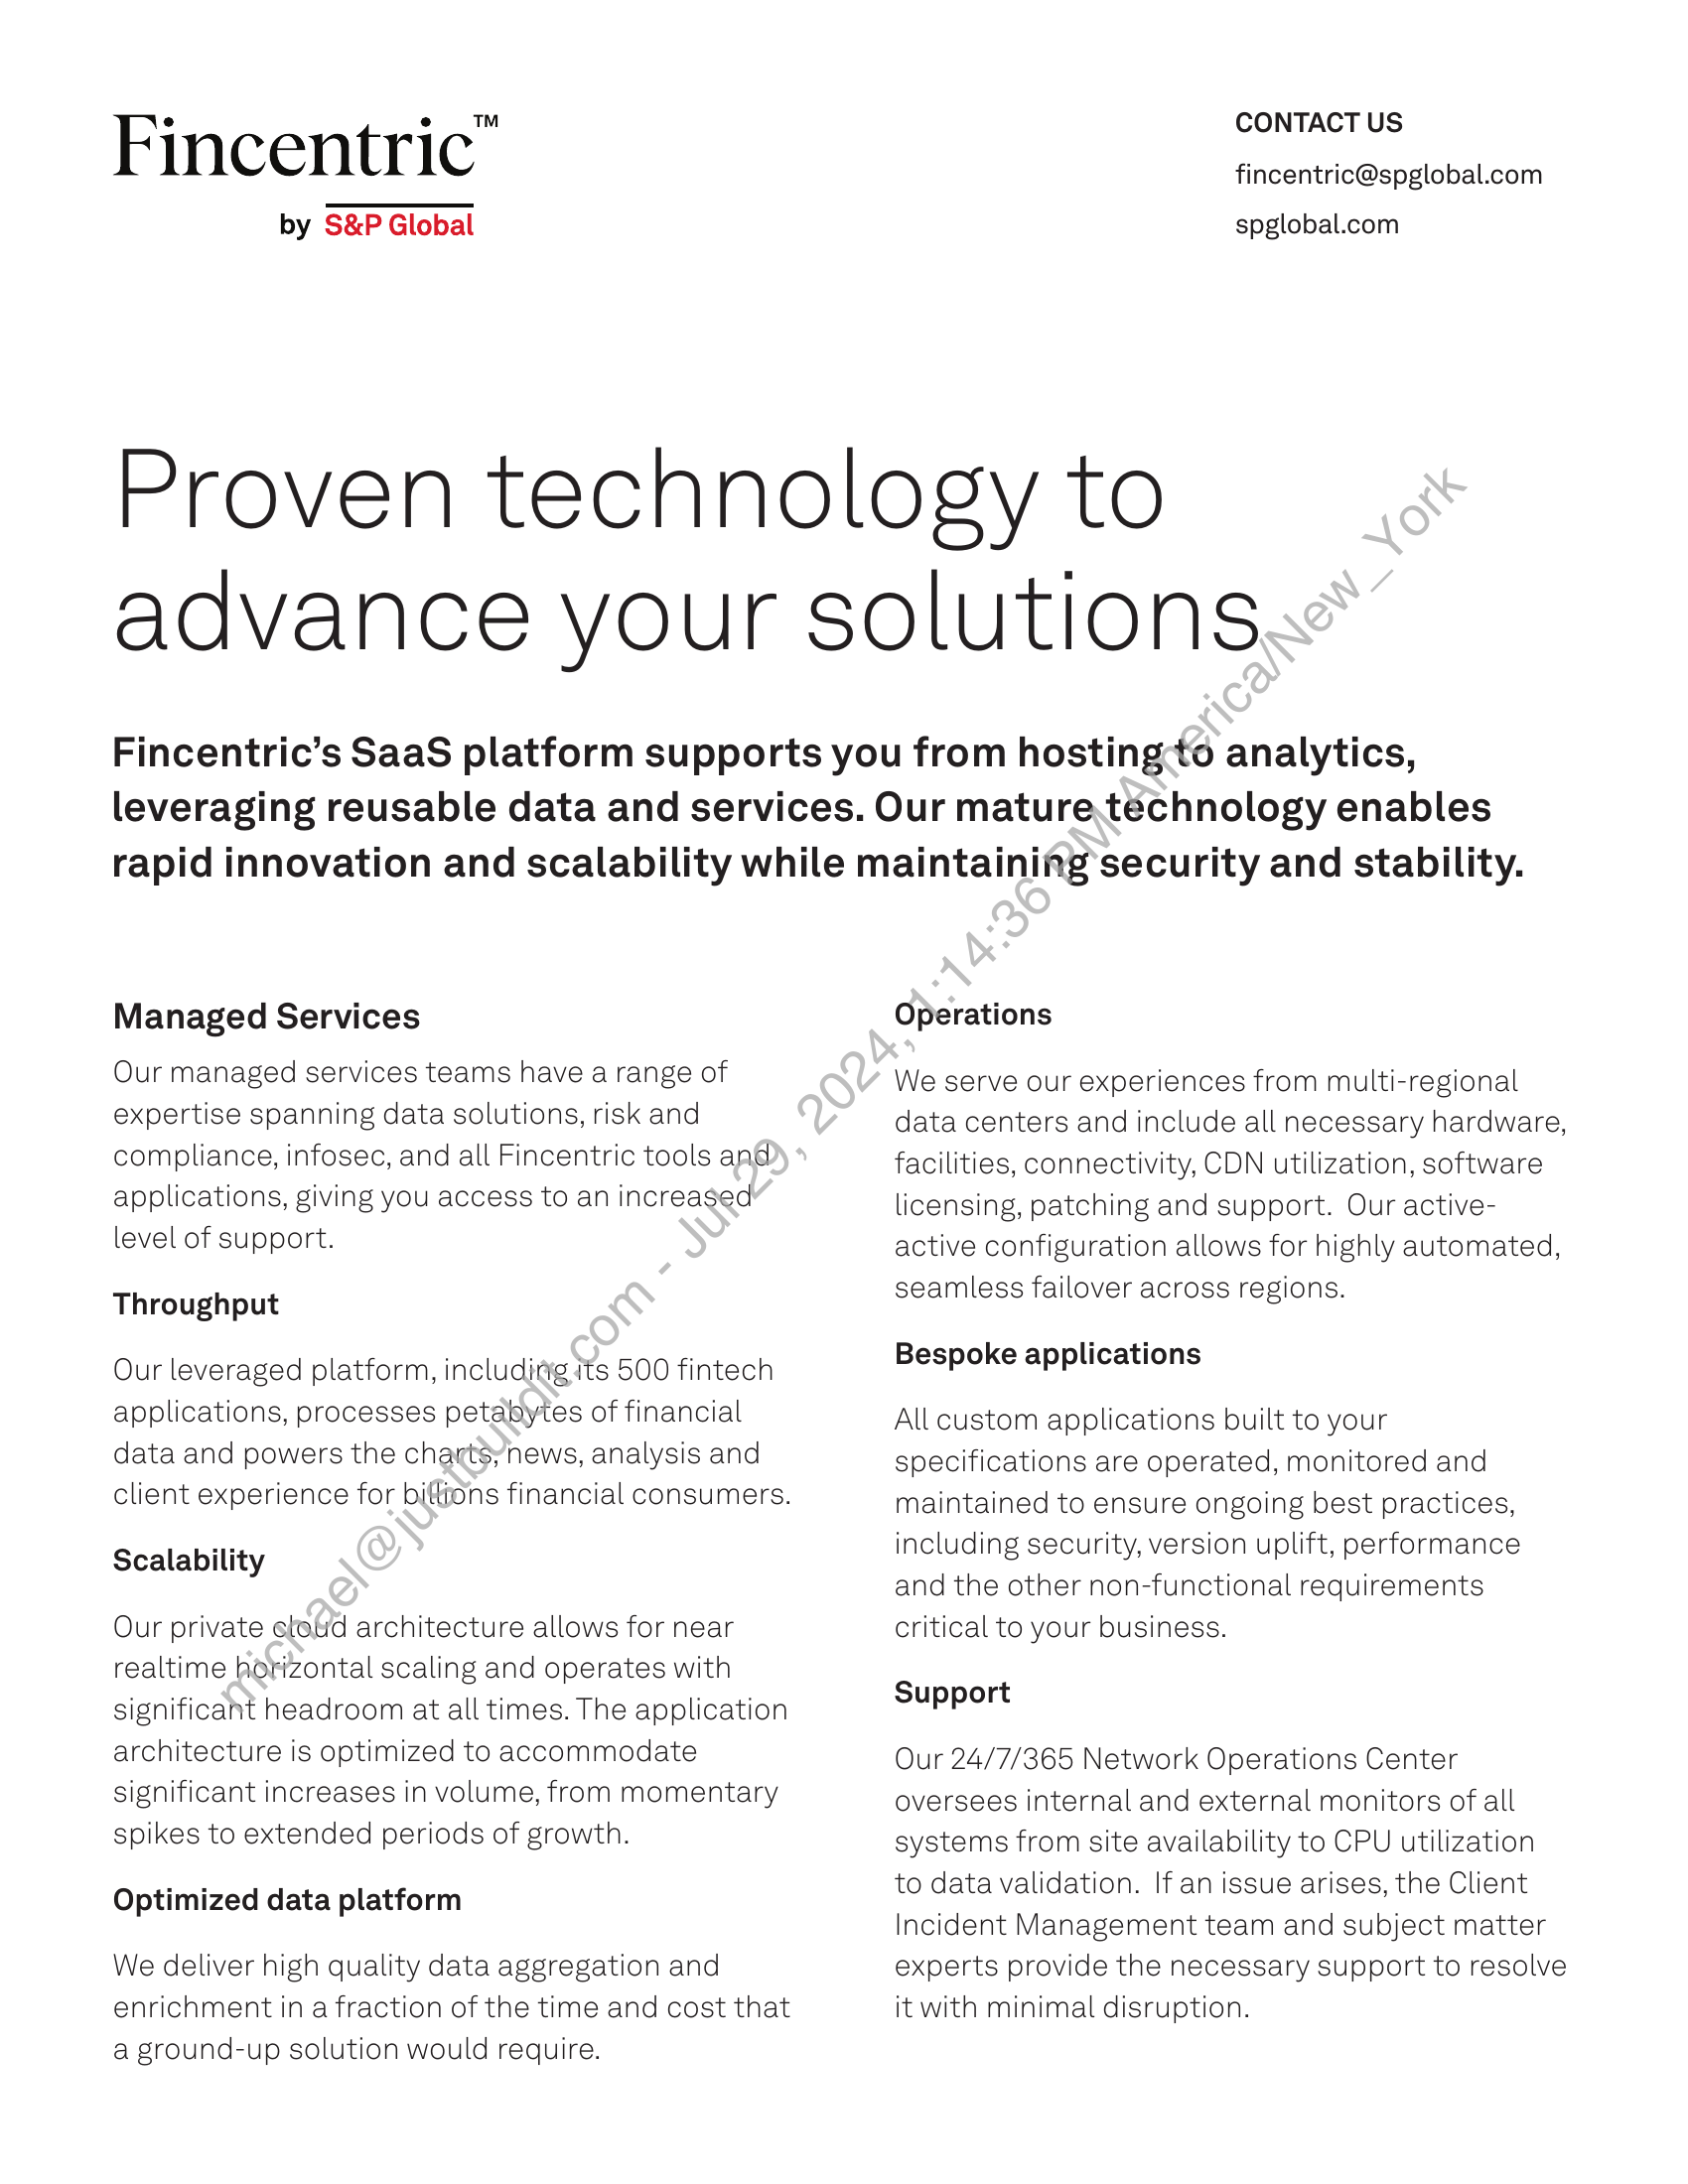 Fincentric™
by S&P Global
CONTACT US
fincentric@spglobal.com
spglobal.com
Proven technology to
advance your solutions
Fincentric’s SaaS platform supports you from hosting to analytics,
leveraging reusable data and services. Our mature technology enables
rapid innovation and scalability while maintaining security and stability.
Managed Services
Our managed services teams have a range of
expertise spanning data solutions, risk and
compliance, infosec, and all Fincentric tools and
applications, giving you access to an increased
level of support.
Throughput
Our leveraged platform, including its 500 fintech
applications, processes petabytes of financial
data and powers the charts, news, analysis and
client experience for billions financial consumers.
Scalability
Our private cloud architecture allows for near
realtime horizontal scaling and operates with
significant headroom at all times. The application
architecture is optimized to accommodate
significant increases in volume, from momentary
spikes to extended periods of growth.
Optimized data platform
We deliver high quality data aggregation and
enrichment in a fraction of the time and cost that
a ground-up solution would require.
Operations
We serve our experiences from multi-regional
data centers and include all necessary hardware,
facilities, connectivity, CDN utilization, software
licensing, patching and support.  Our active-
active configuration allows for highly automated,
seamless failover across regions.
Bespoke applications
All custom applications built to your
specifications are operated, monitored and
maintained to ensure ongoing best practices,
including security, version uplift, performance
and the other non-functional requirements
critical to your business.
Support
Our 24/7/365 Network Operations Center
oversees internal and external monitors of all
systems from site availability to CPU utilization
to data validation.  If an issue arises, the Client
Incident Management team and subject matter
experts provide the necessary support to resolve
it with minimal disruption.
michael@justbuildit.com - Jul 29, 2024, 1:14:36 PM America/New_York